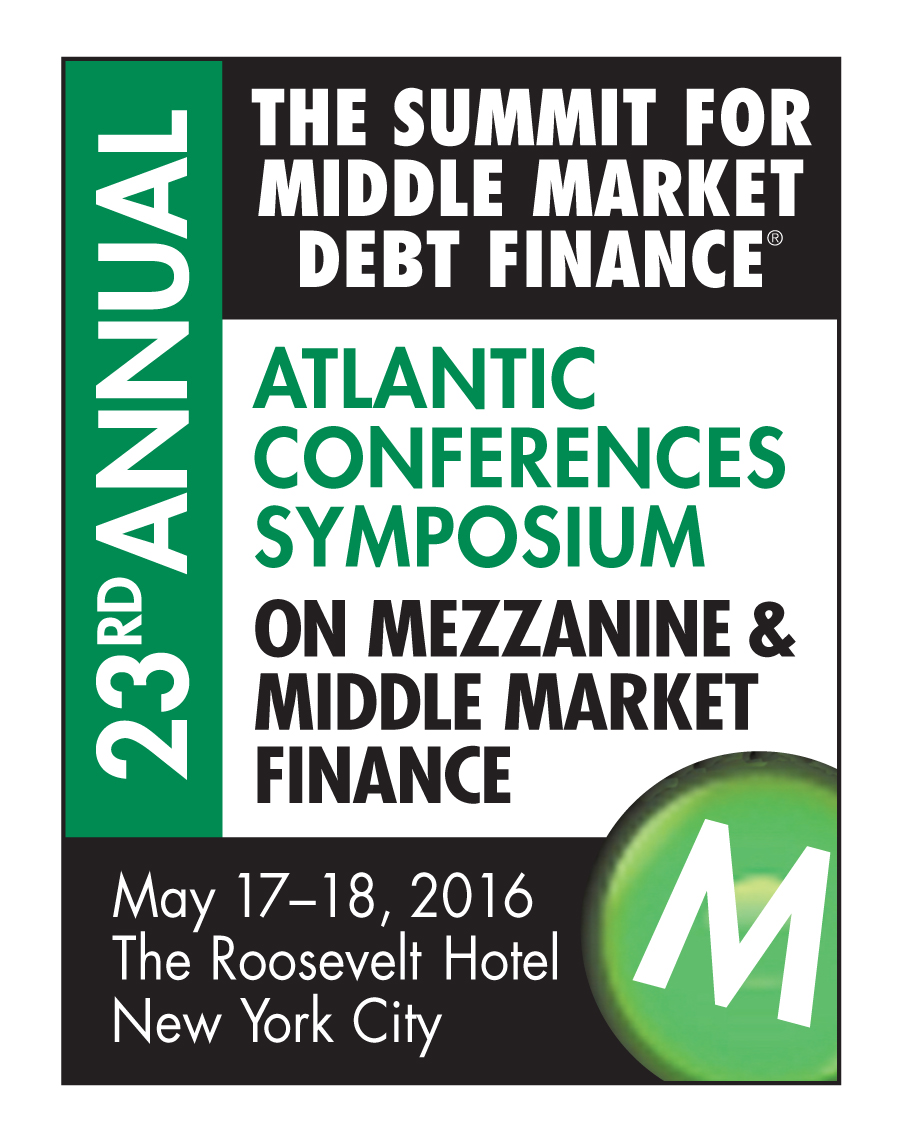 23RD ANNUAL
THE SUMMIT FOR
MIDDLE MARKET
DEBT FINANCE®
ATLANTIC
CONFERENCES
SYMPOSIUM
ON MEZZANINE &
MIDDLE MARKET
FINANCE
May 17–18, 2016
The Roosevelt Hotel
New York City
M